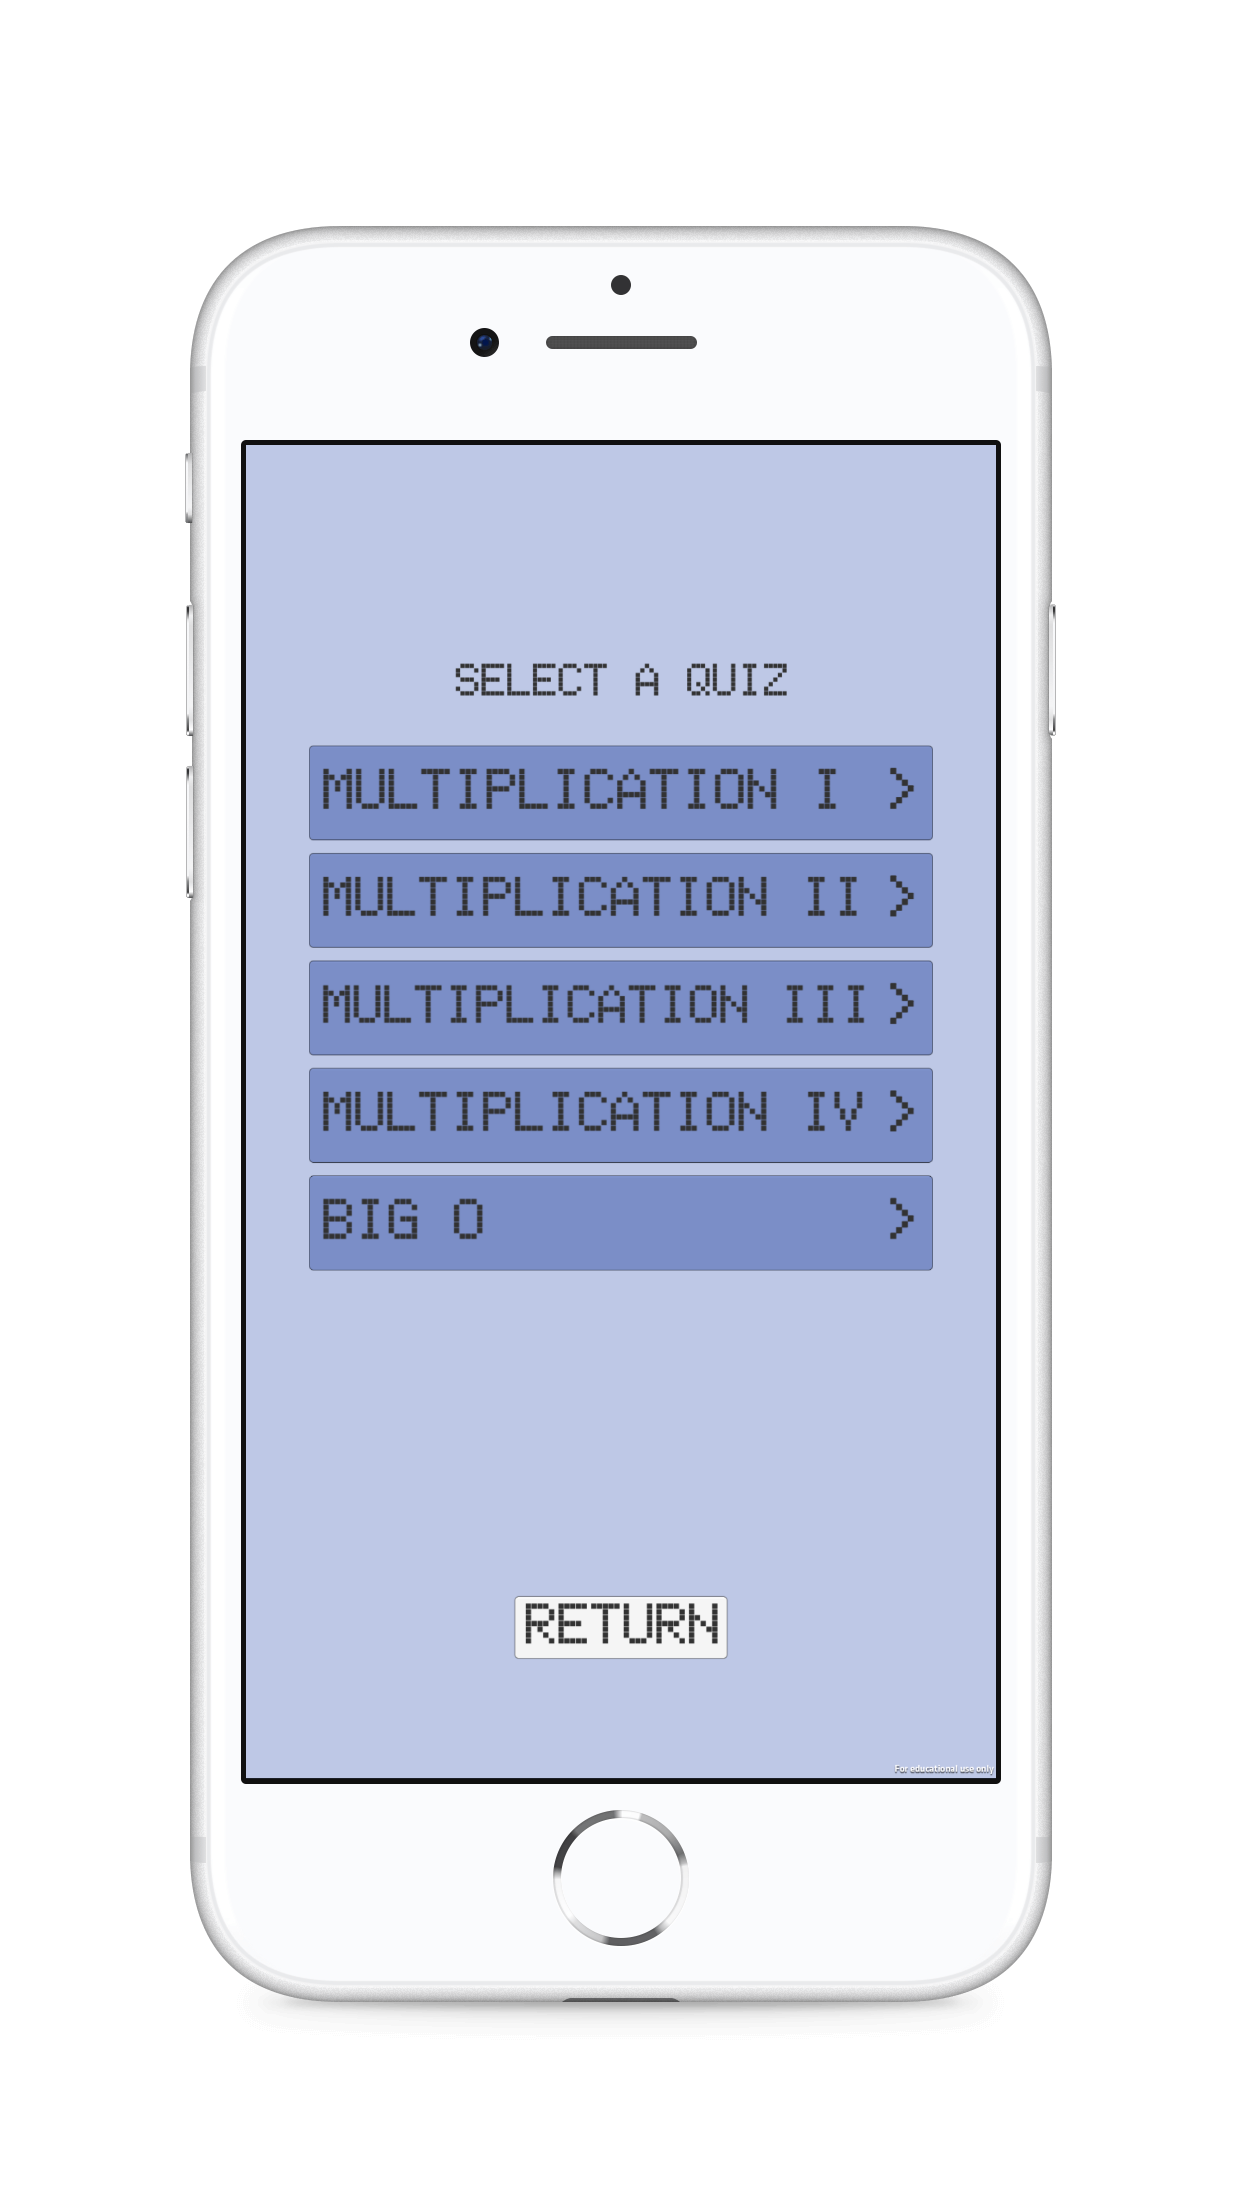 SELECT A QUIZ
MULTIPLICATION I >
MULTIPLICATION II >
MULTIPLICATION III >
MULTIPLICATION IV >
BIG O >
RETURN
For educational use only